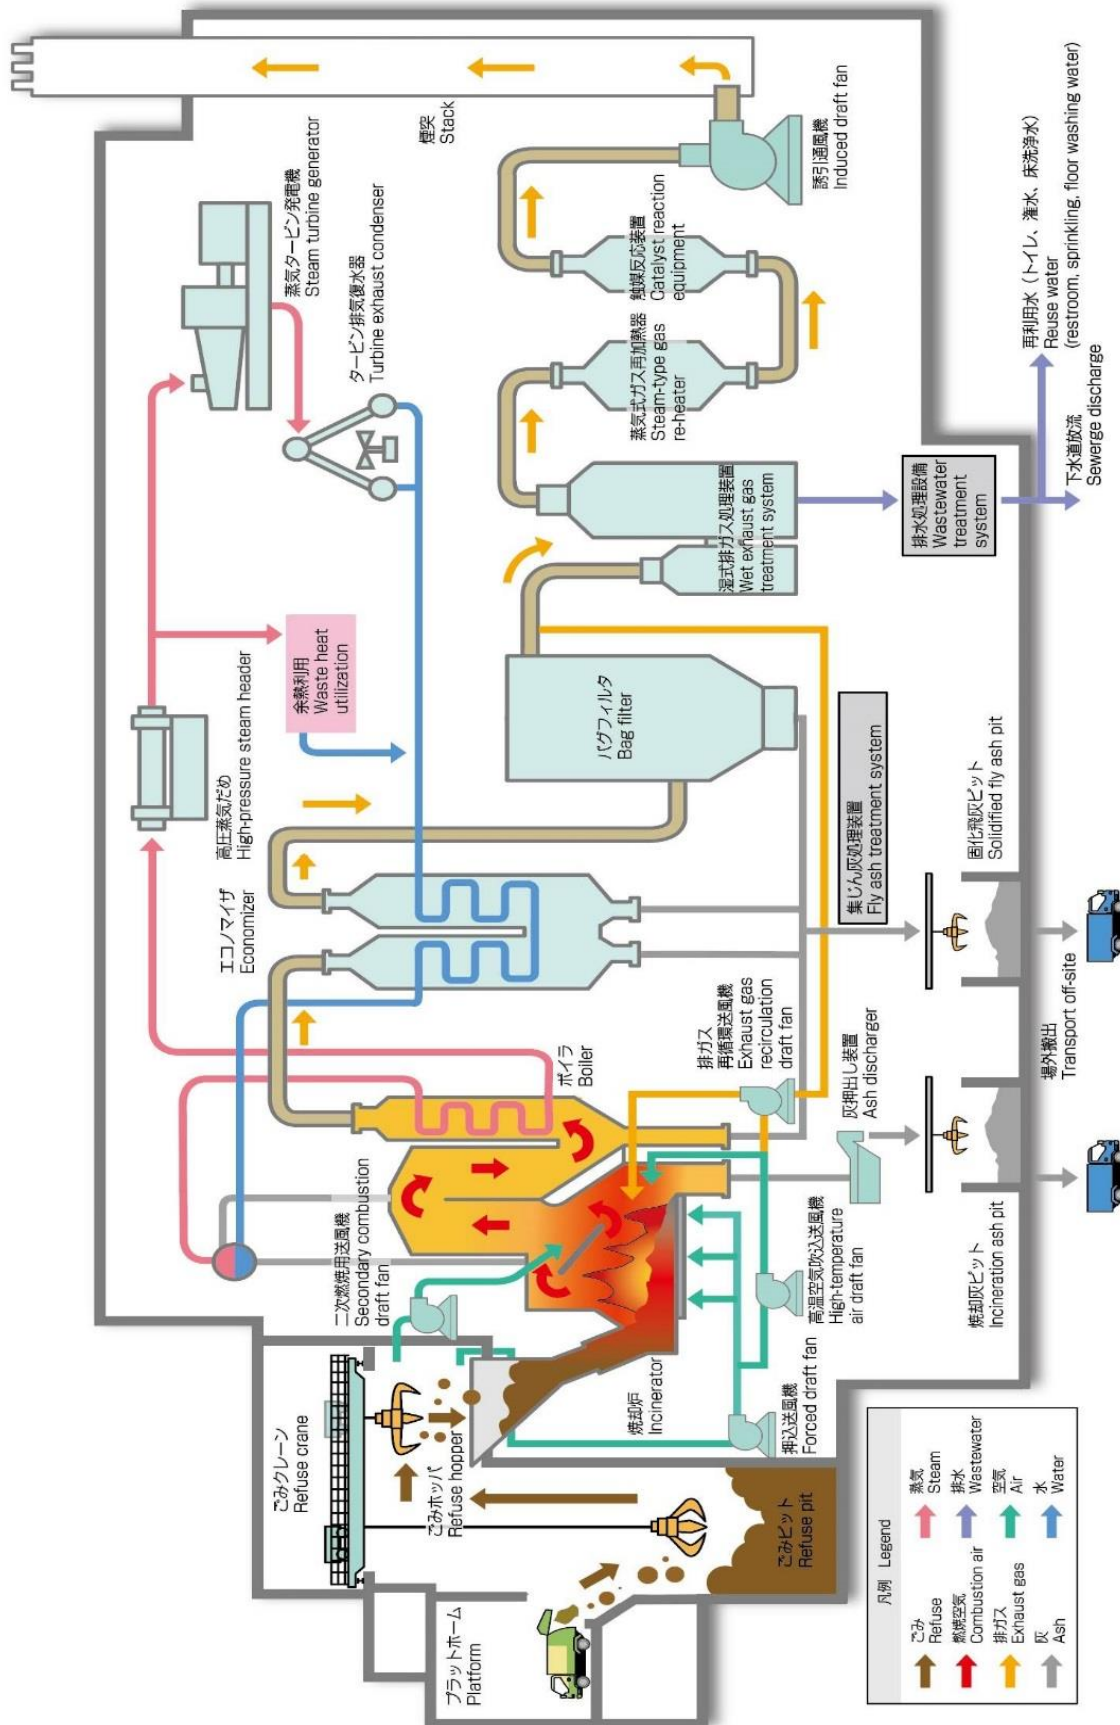 プラットホーム
Platform
ごみクレーン
Refuse crane
ごみホッパ
Refuse hopper
ごみピット
Refuse pit
二次燃焼用送風機
Secondary combustion
draft fan
焼却炉
Incinerator
押込送風機
Forced draft fan
高温空気吹込送風機
High-temperature
air draft fan
ボイラ
Boiler
エコノマイザ
Economizer
排ガス
再循環送風機
Exhaust gas
recirculation
draft fan
灰押出し装置
Ash discharger
焼却灰ピット
Incineration ash pit
場外搬出
Transport off-site
高圧蒸気だめ
High-pressure steam header
余熱利用
Waste heat
utilization
バグフィルタ
Bag filter
集じん灰処理装置
Fly ash treatment system
固化飛灰ピット
Solidified fly ash pit
蒸気タービン発電機
Steam turbine generator
タービン排気復水器
Turbine exhaust condenser
湿式排ガス処理装置
Wet exhaust gas
treatment system
蒸気式ガス再加熱器
Steam-type gas
re-heater
触媒反応装置
Catalyst reaction
equipment
煙突
Stack
誘引通風機
Induced draft fan
排水処理設備
Wastewater
treatment
system
再利用水（トイレ、潅水、床洗浄水）
Reuse water
(restroom, sprinkling, floor washing water)
下水道放流
Sewerge discharge
凡例 Legend
ごみ
Refuse
燃焼空気
Combustion air
排ガス
Exhaust gas
灰
Ash
蒸気
Steam
排水
Wastewater
空気
Air
水
Water